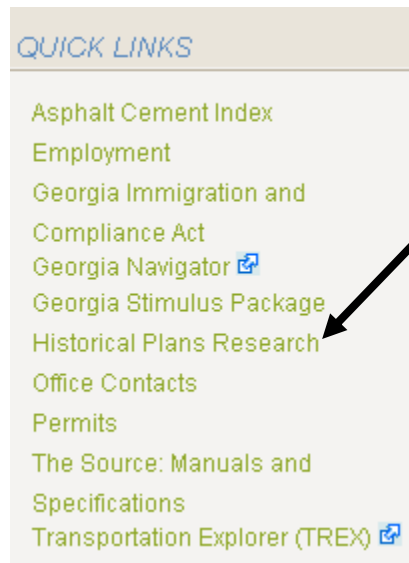 QUICK LINKS
Asphalt Cement Index
Employment
Georgia Immigration and
Compliance Act
Georgia Navigator
Georgia Stimulus Package
Historical Plans Research
Office Contacts
Permits
The Source: Manuals and
Specifications
Transportation Explorer (TREX)